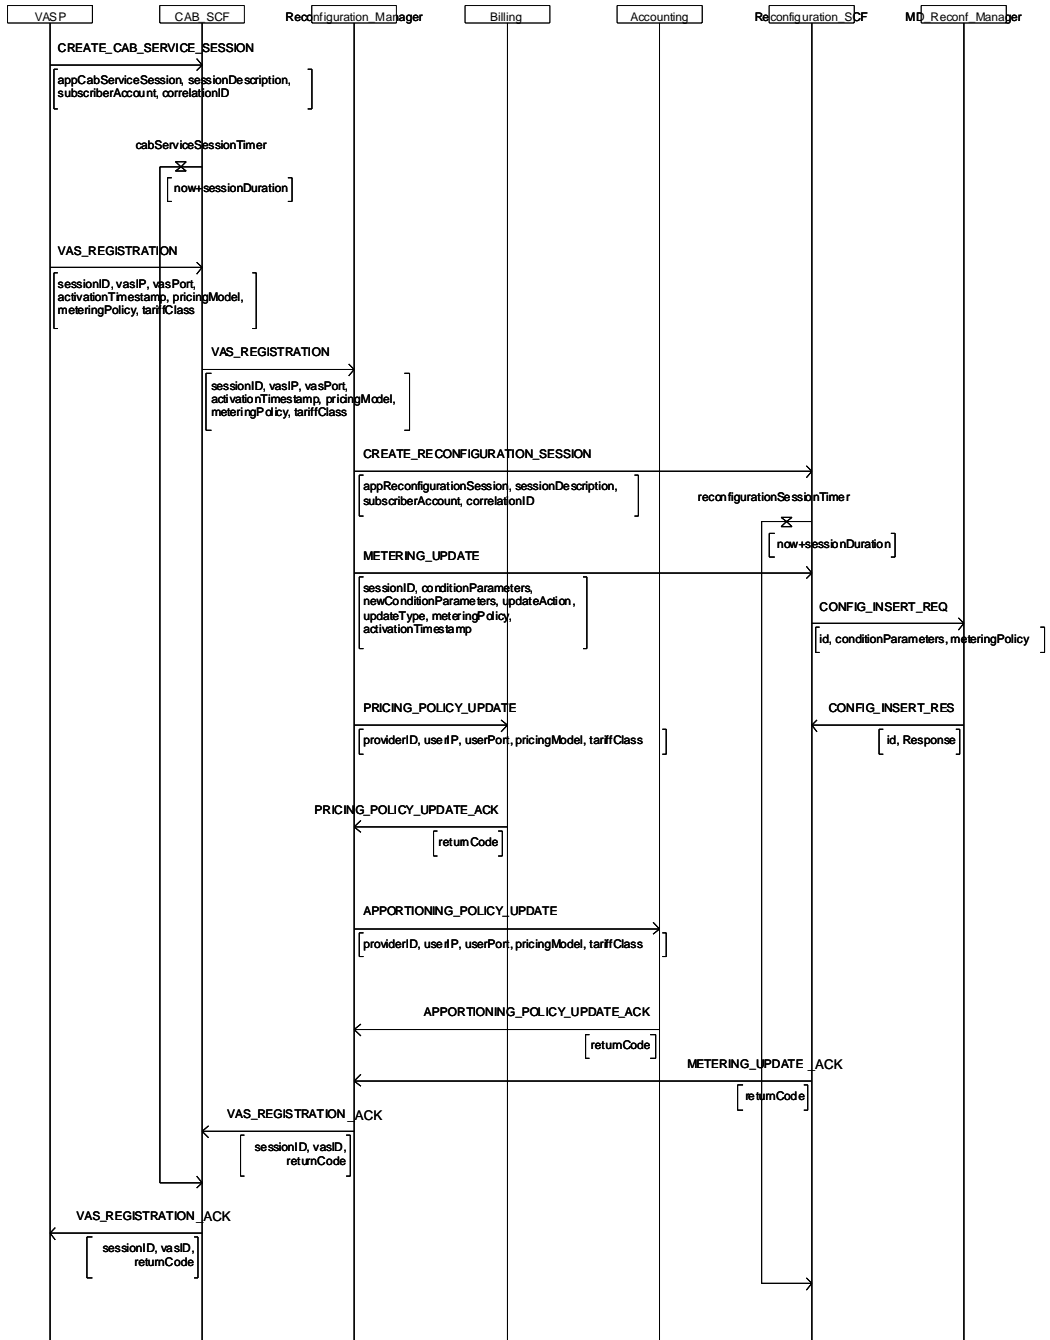 VASP
CAB_SCF
Reconfiguration_Manager
Billing
Accounting
Reconfiguration_SCF
MD_Reconf_Manager
CREATE_CAB_SERVICE_SESSION
appCabServiceSession, sessionDescription,
subscriberAccount, correlationID
cabServiceSessionTimer
now+sessionDuration
VAS_REGISTRATION
sessionID, vasIP, vasPort,
activationTimestamp, pricingModel,
meteringPolicy, tariffClass
VAS_REGISTRATION
sessionID, vasIP, vasPort,
activationTimestamp, pricingModel,
meteringPolicy, tariffClass
CREATE_RECONFIGURATION_SESSION
appReconfigurationSession, sessionDescription,
subscriberAccount, correlationID
reconfigurationSessionTimer
now+sessionDuration
METERING_UPDATE
sessionID, conditionParameters,
newConditionParameters, updateAction,
updateType, meteringPolicy,
activationTimestamp
CONFIG_INSERT_REQ
id, conditionParameters, meteringPolicy
PRICING_POLICY_UPDATE
providerID, userIP, userPort, pricingModel, tariffClass
CONFIG_INSERT_RES
id, Response
PRICING_POLICY_UPDATE_ACK
returnCode
APPORTIONING_POLICY_UPDATE
providerID, userIP, userPort, pricingModel, tariffClass
APPORTIONING_POLICY_UPDATE_ACK
returnCode
METERING_UPDATE_ACK
returnCode
VAS_REGISTRATION_ACK
sessionID, vasID,
returnCode
VAS_REGISTRATION_ACK
sessionID, vasID,
returnCode